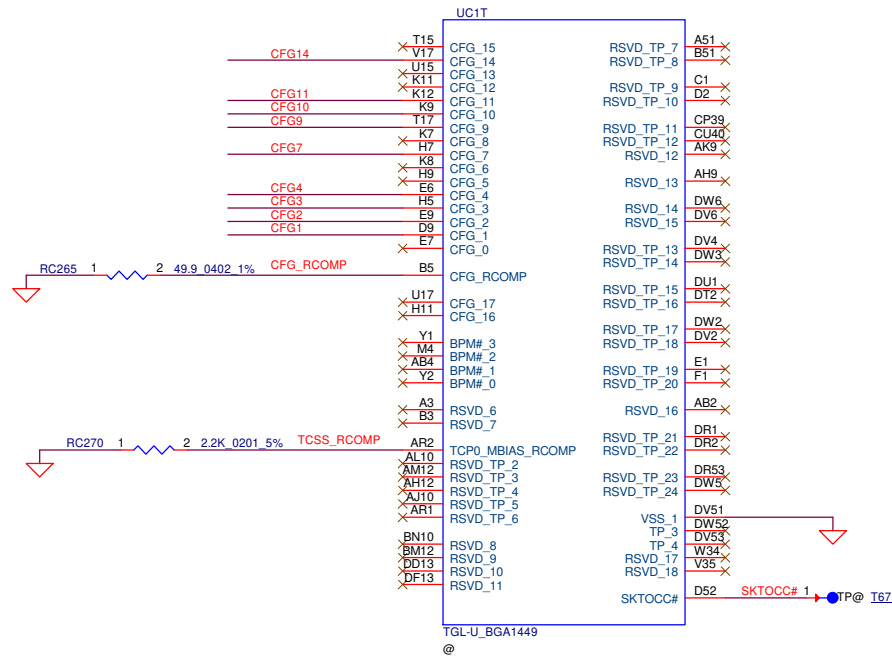 UC1T
T15 CFG_15 RSVD_TP_7 A51
CFG14 V17 CFG_14 RSVD_TP_8 B51
U15 CFG_13
K11 CFG_12 RSVD_TP_9 C1
CFG11 K12 CFG_11 RSVD_TP_10 D2
CFG10 K9 CFG_10
CFG9 T17 CFG_9 RSVD_TP_11 CP39
K7 CFG_8 RSVD_TP_12 CU40
CFG7 H7 CFG_7 RSVD_12 AK9
K8 CFG_6
H9 CFG_5 RSVD_13 AH9
CFG4 E6 CFG_4
CFG3 H5 CFG_3 RSVD_14 DW6
CFG2 E9 CFG_2 RSVD_15 DV6
CFG1 D9 CFG_1
E7 CFG_0 RSVD_TP_13 DV4
RSVD_TP_14 DW3
RC265 1 2 49.9_0402_1% CFG_RCOMP B5 CFG_RCOMP
RSVD_TP_15 DU1
U17 CFG_17 RSVD_TP_16 DT2
H11 CFG_16
RSVD_TP_17 DW2
Y1 BPM#_3 RSVD_TP_18 DV2
M4 BPM#_2
AB4 BPM#_1 RSVD_TP_19 E1
Y2 BPM#_0 RSVD_TP_20 F1
A3 RSVD_6 RSVD_16 AB2
B3 RSVD_7
RSVD_TP_21 DR1
RC270 1 2 2.2K_0201_5% TCSS_RCOMP AR2 TCP0_MBIAS_RCOMP RSVD_TP_22 DR2
AL10 RSVD_TP_2
AM12 RSVD_TP_3 RSVD_TP_23 DR53
AH12 RSVD_TP_4 RSVD_TP_24 DW5
AJ10 RSVD_TP_5
AR1 RSVD_TP_6 VSS_1 DV51
TP_3 DW52
BN10 RSVD_8 TP_4 DV53
BM12 RSVD_9 RSVD_17 W34
DD13 RSVD_10 RSVD_18 V35
DF13 RSVD_11
SKTOCC# D52 SKTOCC# 1 TP@ T67
TGL-U_BGA1449
@